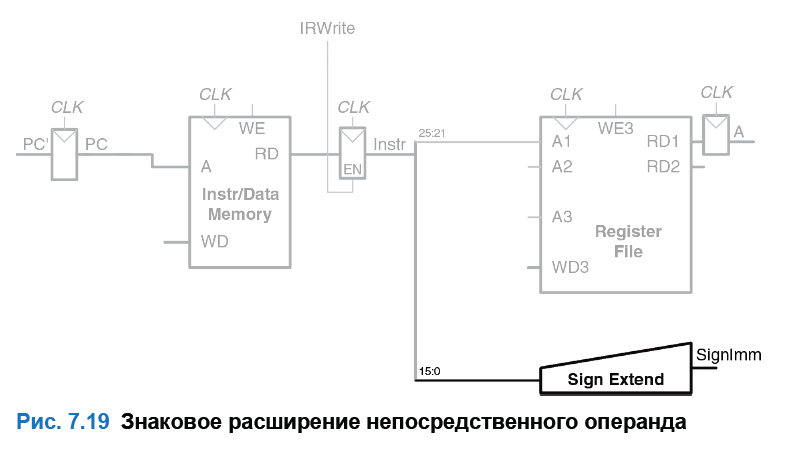 IRWrite
CLK
CLK
CLK
CLK
CLK
PC'
PC
WE
RD
A
Instr/Data
Memory
WD
EN
Instr
25:21
A1
WE3
RD1
A
A2
RD2
A3
Register
File
WD3
15:0
Sign Extend
SignImm
Рис. 7.19 Знаковое расширение непосредственного операнда